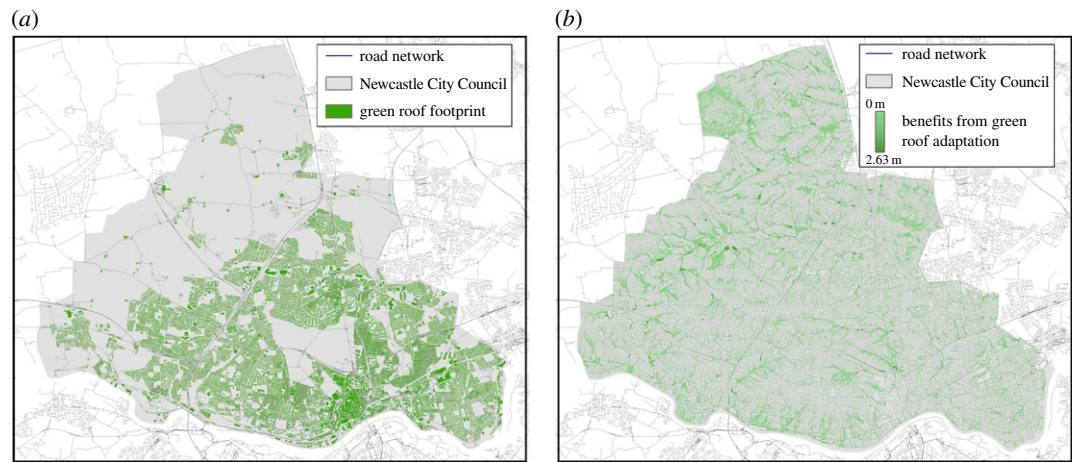 (a)
road network
Newcastle City Council
green roof footprint
(b)
road network
Newcastle City Council
0 m
benefits from green
roof adaptation
2.63 m